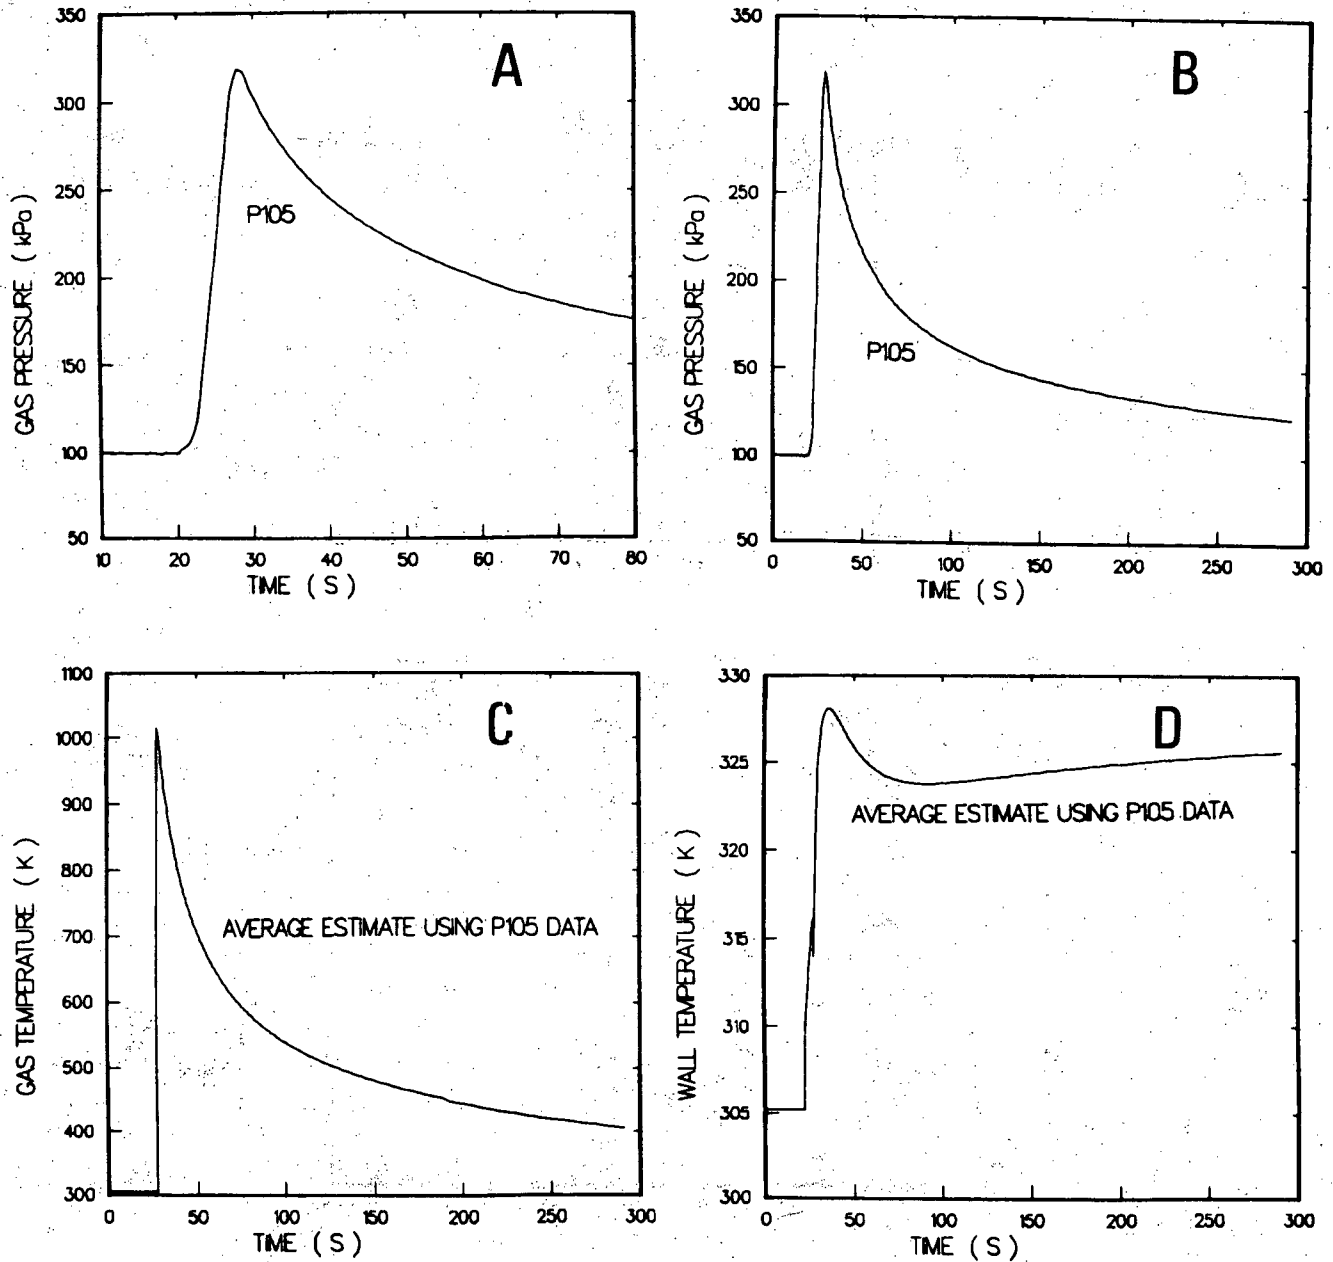 A
350
300
250
200
150
100
50
GAS PRESSURE (kPa)
P105
10 20 30 40 50 60 70 80
TIME (S)
B
350
300
250
200
150
100
50
GAS PRESSURE (kPa)
P105
0 50 100 150 200 250 300
TIME (S)
C
1100
1000
900
800
700
600
500
400
300
GAS TEMPERATURE (K)
AVERAGE ESTIMATE USING P105 DATA
0 50 100 150 200 250 300
TIME (S)
D
330
325
320
315
310
305
300
WALL TEMPERATURE (K)
AVERAGE ESTIMATE USING P105 DATA
0 50 100 150 200 250 300
TIME (S)